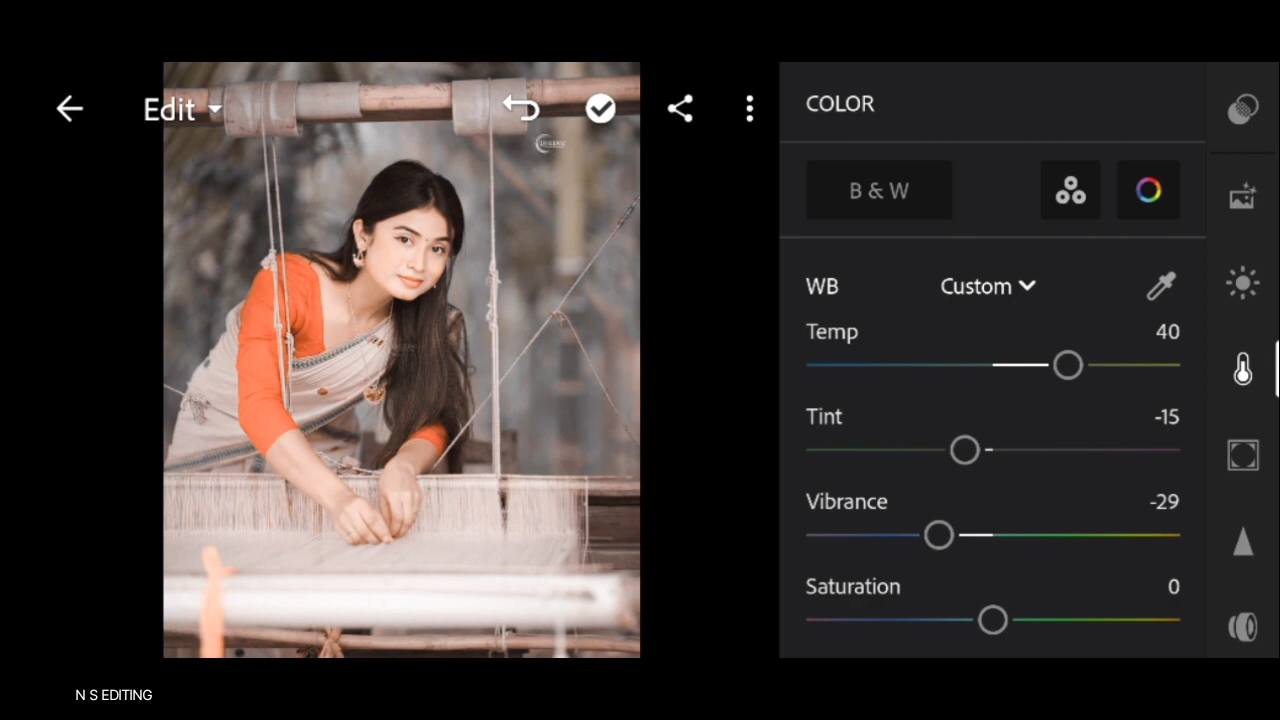 Edit
COLOR
B & W
WB Custom
Temp 40
Tint -15
Vibrance -29
Saturation 0
N S EDITING